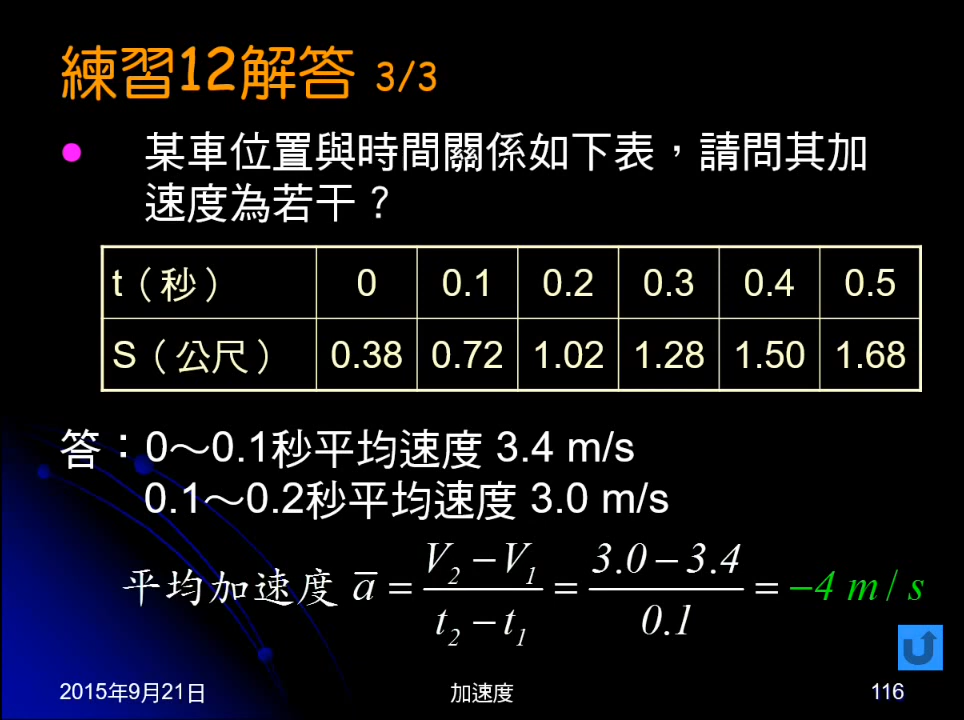 練習12解答 3/3
某車位置與時間關係如下表，請問其加
速度為若干？
t（秒） 0 0.1 0.2 0.3 0.4 0.5
S（公尺） 0.38 0.72 1.02 1.28 1.50 1.68
答：0～0.1秒平均速度 3.4 m/s
0.1～0.2秒平均速度 3.0 m/s
平均加速度 a̅ = (V₂ − V₁)/(t₂ − t₁) = (3.0 − 3.4)/0.1 = −4 m / s
2015年9月21日 加速度 116